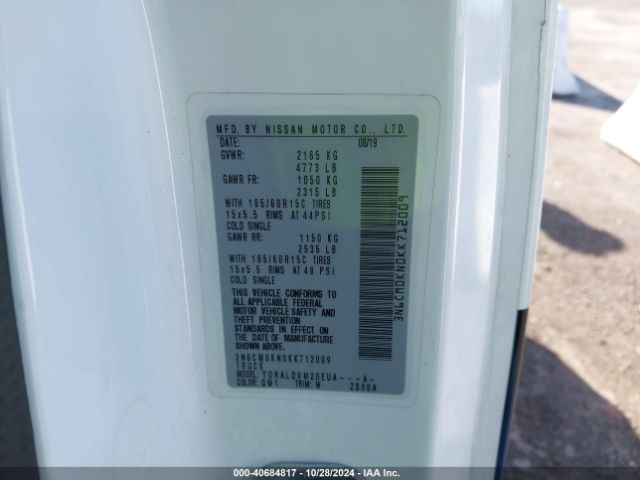 MFD. BY NISSAN MOTOR CO., LTD.
DATE: 08/19
GVWR: 2165 KG
4773 LB
GAWR FR: 1050 KG
2315 LB
WITH 185/60R15C TIRES
15x5.5 RIMS AT 44PSI
COLD SINGLE
GAWR RR: 1150 KG
2535 LB
WITH 185/60R15C TIRES
15x5.5 RIMS AT 48 PSI
COLD SINGLE
THIS VEHICLE CONFORMS TO
ALL APPLICABLE FEDERAL
MOTOR VEHICLE SAFETY AND
AND THEFT PREVENTION
STANDARDS IN EFFECT ON
THE DATE OF MANUFACTURE
SHOWN ABOVE.
3N6CM0KN0KK712009
TRUCK
MODEL: YDRALDVM20EUA---A-
COLOR: QM1 TRIM: W 2800A
3N6CM0KN0KK712009
000-40684817 - 10/28/2024 - IAA Inc.